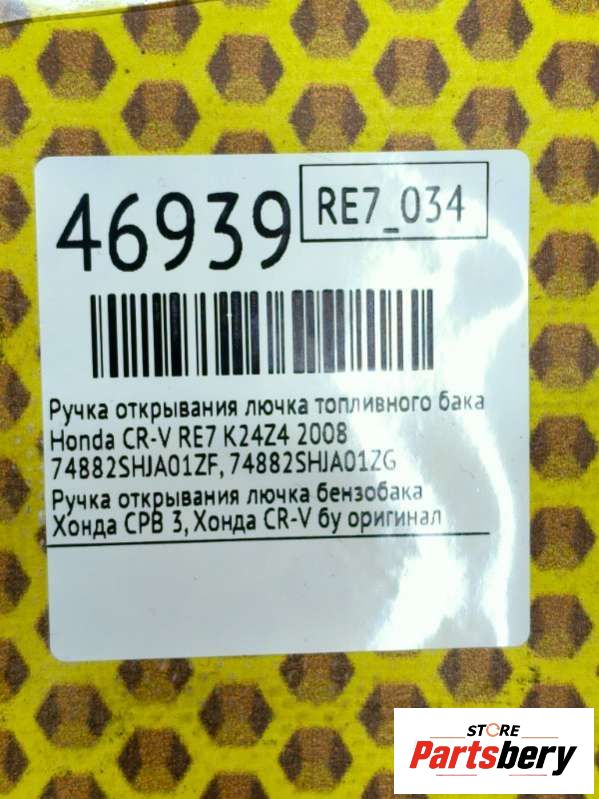 46939
RE7_034
Ручка открывания лючка топливного бака
Honda CR-V RE7 K24Z4 2008
74882SHJA01ZF, 74882SHJA01ZG
Ручка открывания лючка бензобака
Хонда СРВ 3, Хонда CR-V бу оригинал
STORE
Partsbery